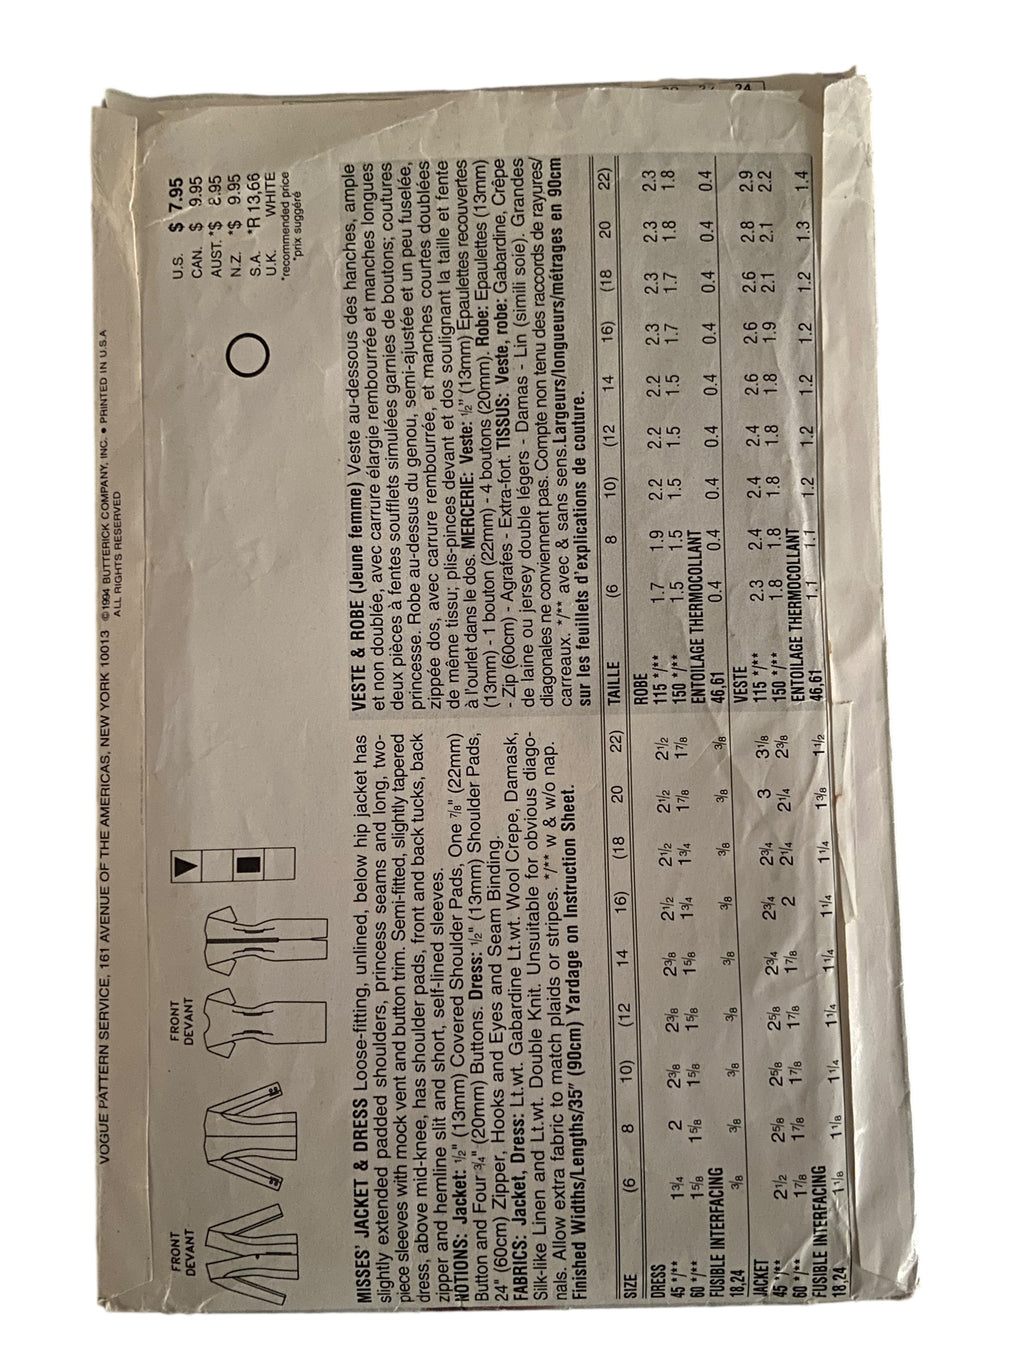 VOGUE PATTERN SERVICE, 161 AVENUE OF THE AMERICAS, NEW YORK 10013 ©1994 BUTTERICK COMPANY, INC. • PRINTED IN U.S.A
ALL RIGHTS RESERVED
FRONT
DEVANT
FRONT
DEVANT
U.S. $ 7.95
CAN. $ 9.95
AUST. *$ 8.95
N.Z. *$ 9.95
S.A. *R 13,66
U.K. WHITE
*recommended price
*prix suggéré
MISSES' JACKET & DRESS Loose-fitting, unlined, below hip jacket has
slightly extended padded shoulders, princess seams and long, two-
piece sleeves with mock vent and button trim. Semi-fitted, slightly tapered
dress, above mid-knee, has shoulder pads, front and back tucks, back
zipper and hemline slit and short, self-lined sleeves.
NOTIONS: Jacket: 1/2" (13mm) Covered Shoulder Pads, One 7/8" (22mm)
Button and Four 3/4" (20mm) Buttons. Dress: 1/2" (13mm) Shoulder Pads,
24" (60cm) Zipper, Hooks and Eyes and Seam Binding.
FABRICS: Jacket, Dress: Lt.wt. Gabardine Lt.wt. Wool Crepe, Damask,
Silk-like Linen and Lt.wt. Double Knit. Unsuitable for obvious diago-
nals. Allow extra fabric to match plaids or stripes. */** w & w/o nap.
Finished Widths/Lengths/35" (90cm) Yardage on Instruction Sheet.
SIZE (6 8 10) (12 14 16) (18 20 22)
DRESS
45 */** 1 3/4 2 2 3/8 2 3/8 2 3/8 2 1/2 2 1/2 2 1/2 2 1/2
60 */** 1 5/8 1 5/8 1 5/8 1 5/8 1 5/8 1 3/4 1 3/4 1 7/8 1 7/8
FUSIBLE INTERFACING
18,24 3/8 3/8 3/8 3/8 3/8 3/8 3/8 3/8 3/8
JACKET
45 */** 2 1/2 2 5/8 2 5/8 2 5/8 2 3/4 2 3/4 2 3/4 3 3 1/8
60 */** 1 7/8 1 7/8 1 7/8 1 7/8 1 7/8 2 2 1/4 2 1/4 2 3/8
FUSIBLE INTERFACING
18,24 1 1/8 1 1/8 1 1/4 1 1/4 1 1/4 1 1/4 1 1/4 1 3/8 1 1/2
VESTE & ROBE (Jeune femme) Veste au-dessous des hanches, ample
et non doublée, avec carrure élargie rembourrée et manches longues
deux pièces à fentes soufflets simulées garnies de boutons; coutures
princesse. Robe au-dessus du genou, semi-ajustée et un peu fuselée,
zippée dos, avec carrure rembourrée, et manches courtes doublées
de même tissu; plis-pinces devant et dos soulignant la taille et fente
à l'ourlet dans le dos. MERCERIE: Veste: 1/2" (13mm) Epaulettes recouvertes
(13mm) - 1 bouton (22mm) - 4 boutons (20mm). Robe: Epaulettes (13mm)
- Zip (60cm) - Agrafes - Extra-fort. TISSUS: Veste, robe: Gabardine, Crêpe
de laine ou jersey double légers - Damas - Lin (simili soie). Grandes
diagonales ne conviennent pas. Compte non tenu des raccords de rayures/
carreaux. */** avec & sans sens. Largeurs/longueurs/métrages en 90cm
sur les feuillets d'explications de couture.
TAILLE (6 8 10) (12 14 16) (18 20 22)
ROBE
115 */** 1.7 1.9 2.2 2.2 2.2 2.3 2.3 2.3 2.3
150 */** 1.5 1.5 1.5 1.5 1.5 1.7 1.7 1.8 1.8
ENTOILAGE THERMOCOLLANT
46,61 0.4 0.4 0.4 0.4 0.4 0.4 0.4 0.4 0.4
VESTE
115 */** 2.3 2.4 2.4 2.4 2.6 2.6 2.6 2.8 2.9
150 */** 1.8 1.8 1.8 1.8 1.8 1.9 2.1 2.1 2.2
ENTOILAGE THERMOCOLLANT
46,61 1.1 1.1 1.2 1.2 1.2 1.2 1.2 1.3 1.4